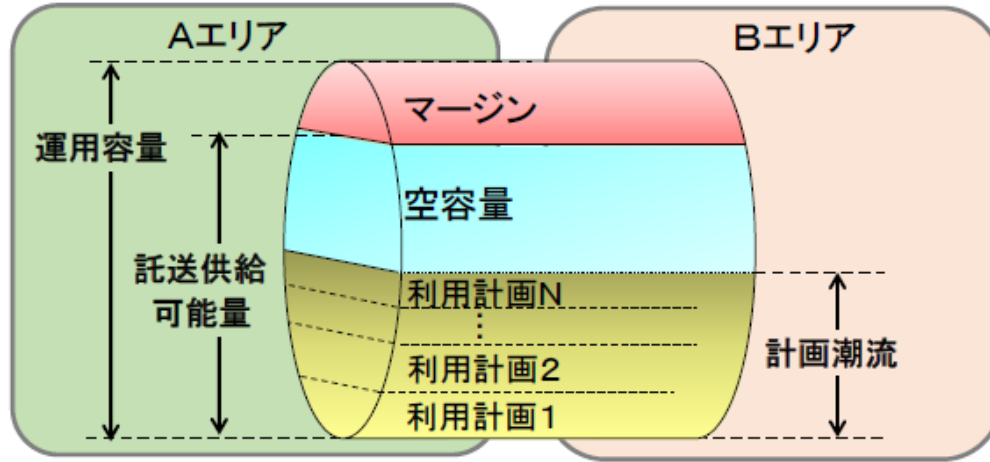 Aエリア
Bエリア
マージン
運用容量
空容量
託送供給
可能量
利用計画N
：
利用計画2
利用計画1
計画潮流